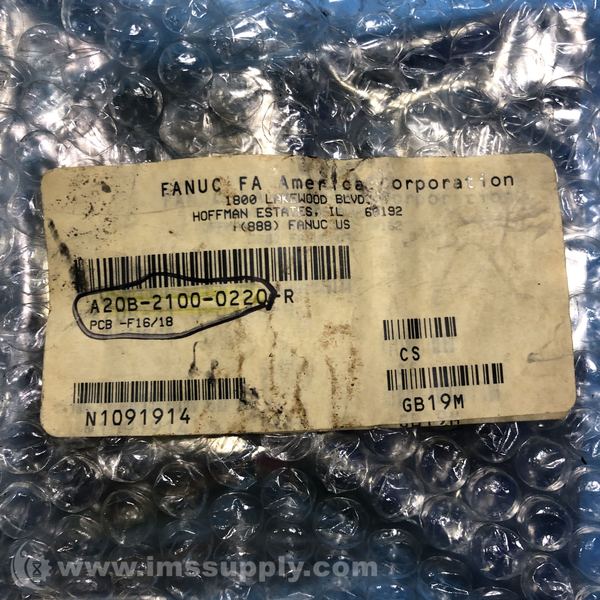 FANUC FA America Corporation
1800 LAKEWOOD BLVD.
HOFFMAN ESTATES, IL 60192
(888) FANUC US
A20B-2100-0220-R
PCB -F16/18
CS
GB19M
N1091914
www.imssupply.com